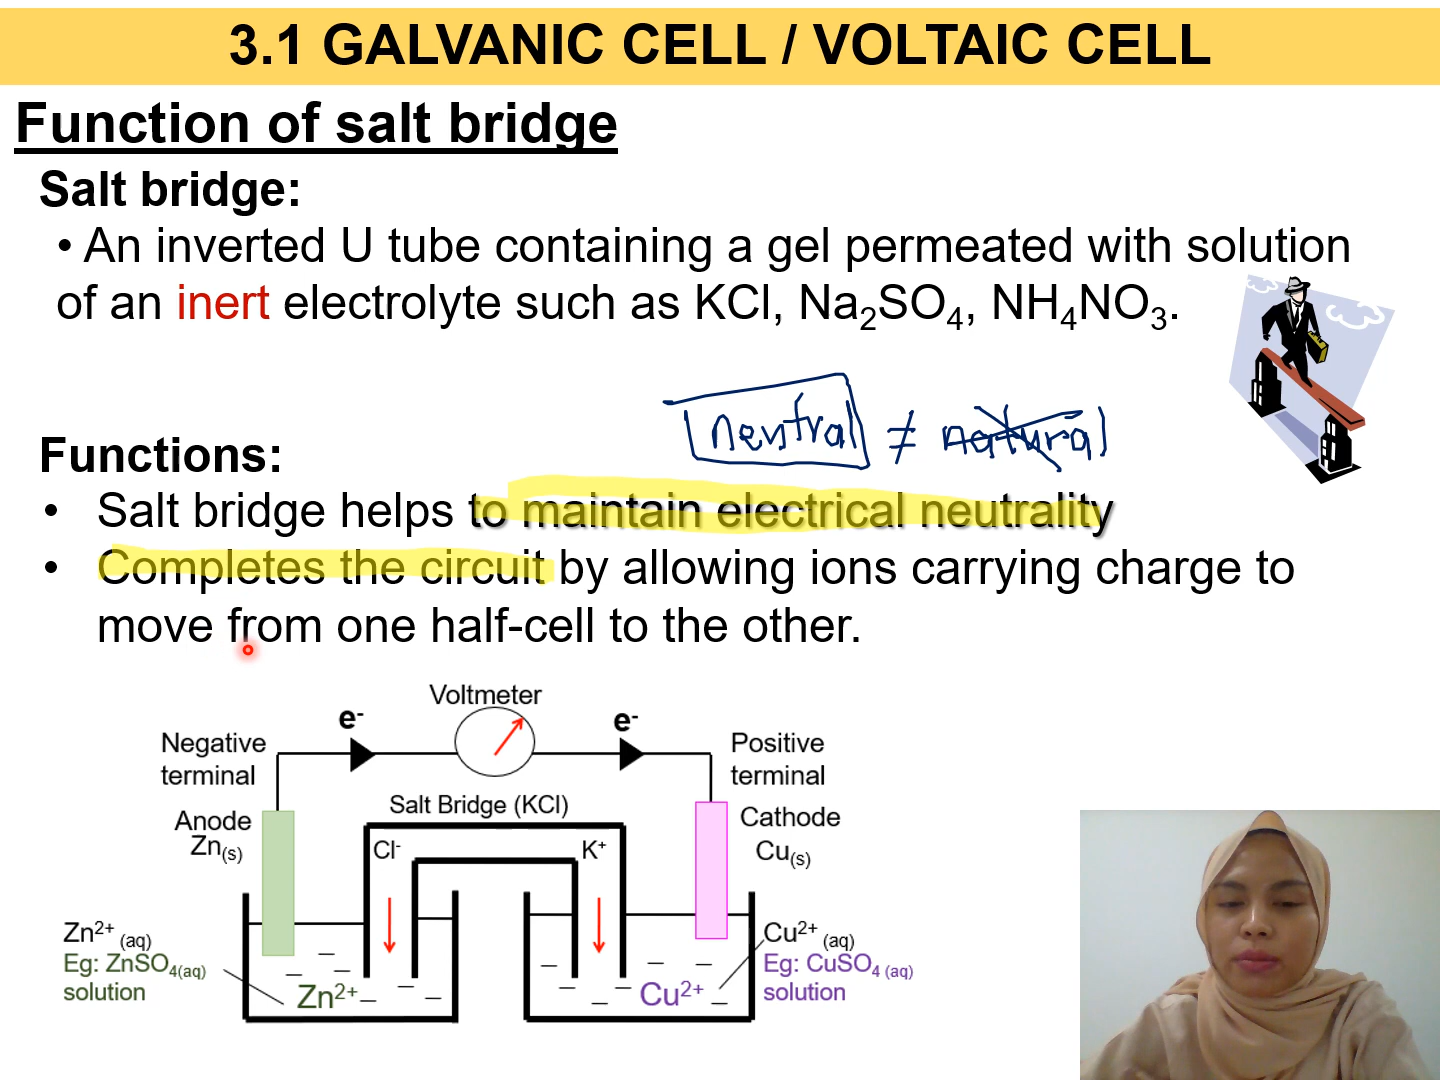 3.1 GALVANIC CELL / VOLTAIC CELL
Function of salt bridge
Salt bridge:
• An inverted U tube containing a gel permeated with solution
of an inert electrolyte such as KCl, Na₂SO₄, NH₄NO₃.
neutral ≠ natural
Functions:
• Salt bridge helps to maintain electrical neutrality
• Completes the circuit by allowing ions carrying charge to
move from one half-cell to the other.
Voltmeter
e⁻ e⁻
Negative
terminal
Positive
terminal
Salt Bridge (KCl)
Anode
Zn(s)
Cathode
Cu(s)
Cl⁻ K⁺
Zn²⁺ (aq)
Eg: ZnSO₄(aq)
solution
Zn²⁺
Cu²⁺
Cu²⁺ (aq)
Eg: CuSO₄ (aq)
solution